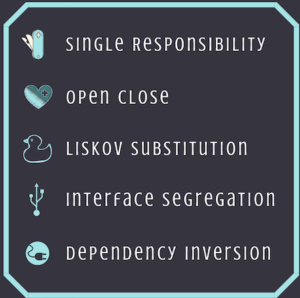 Single Responsibility
Open Close
Liskov Substitution
Interface Segregation
Dependency Inversion